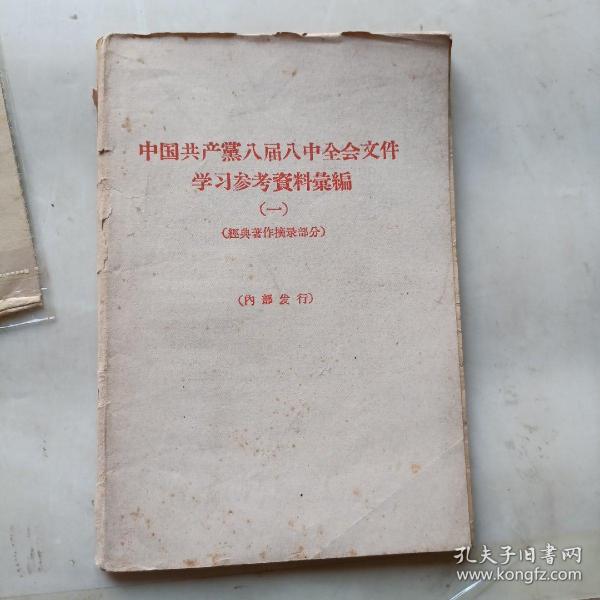 中国共产黨八届八中全会文件
学习参考資料彙編
(一)
(經典著作摘录部分)
(內部发行)
孔夫子旧書网
www.kongfz.com